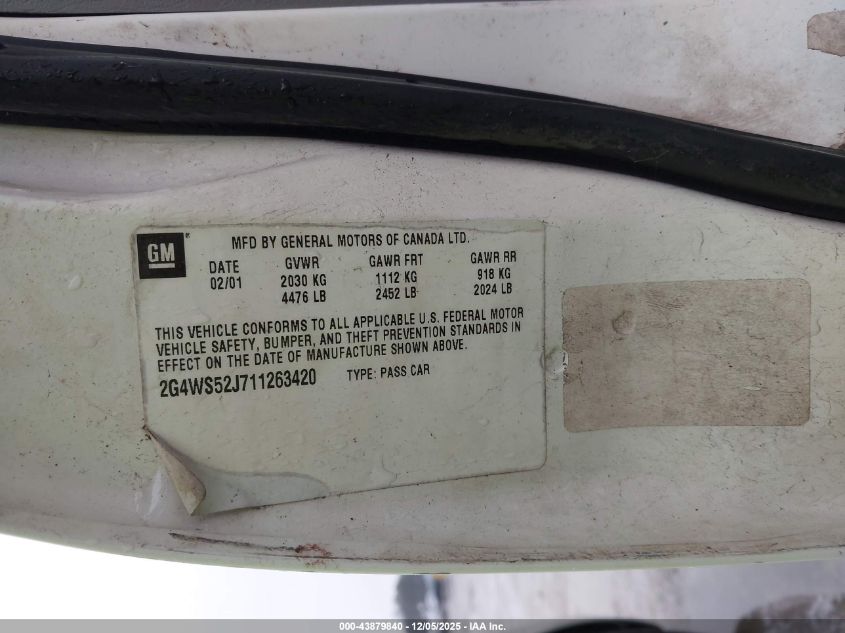 GM
MFD BY GENERAL MOTORS OF CANADA LTD.
DATE GVWR GAWR FRT GAWR RR
02/01 2030 KG 1112 KG 918 KG
4476 LB 2452 LB 2024 LB
THIS VEHICLE CONFORMS TO ALL APPLICABLE U.S. FEDERAL MOTOR
VEHICLE SAFETY, BUMPER, AND THEFT PREVENTION STANDARDS IN
EFFECT ON THE DATE OF MANUFACTURE SHOWN ABOVE.
2G4WS52J711263420 TYPE: PASS CAR
000-43879840 - 12/05/2025 - IAA Inc.